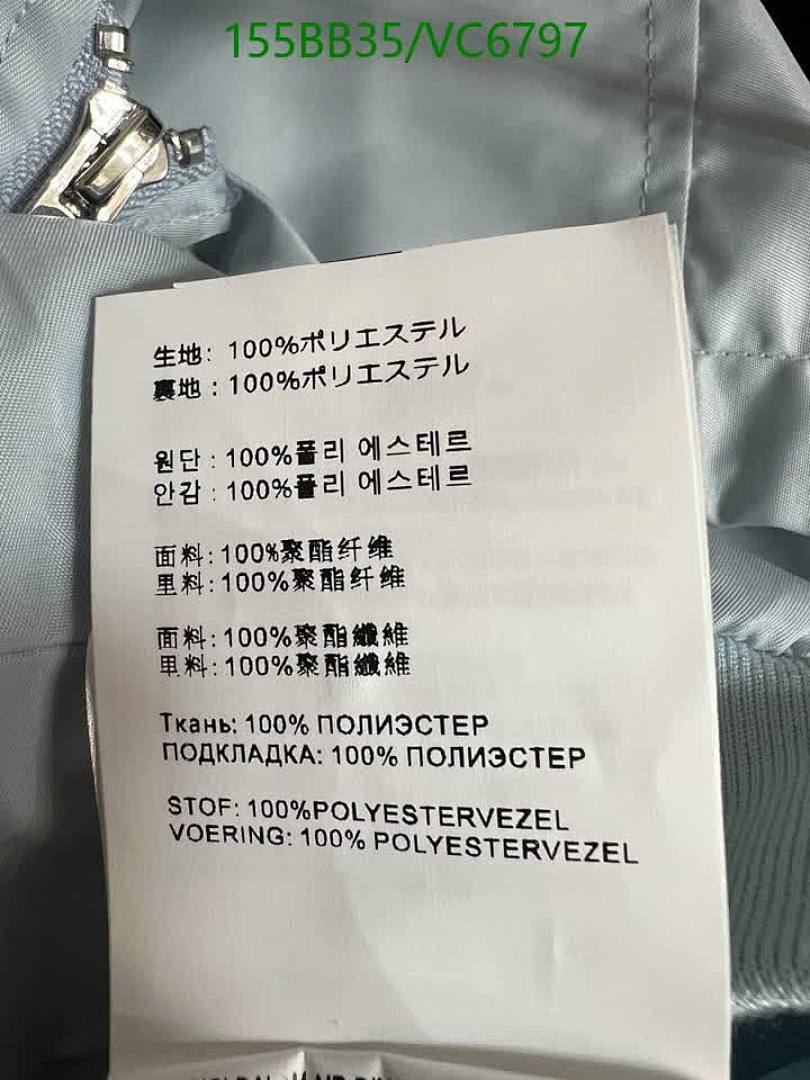 155BB35/VC6797
生地: 100%ポリエステル
裏地:100%ポリエステル
원단:100%폴리 에스테르
안감:100%폴리 에스테르
面料:100%聚酯纤维
里料:100%聚酯纤维
面料:100%聚酯纖維
里料:100%聚酯纖維
Ткань: 100% ПОЛИЭСТЕР
ПОДКЛАДКА: 100% ПОЛИЭСТЕР
STOF: 100%POLYESTERVEZEL
VOERING: 100% POLYESTERVEZEL